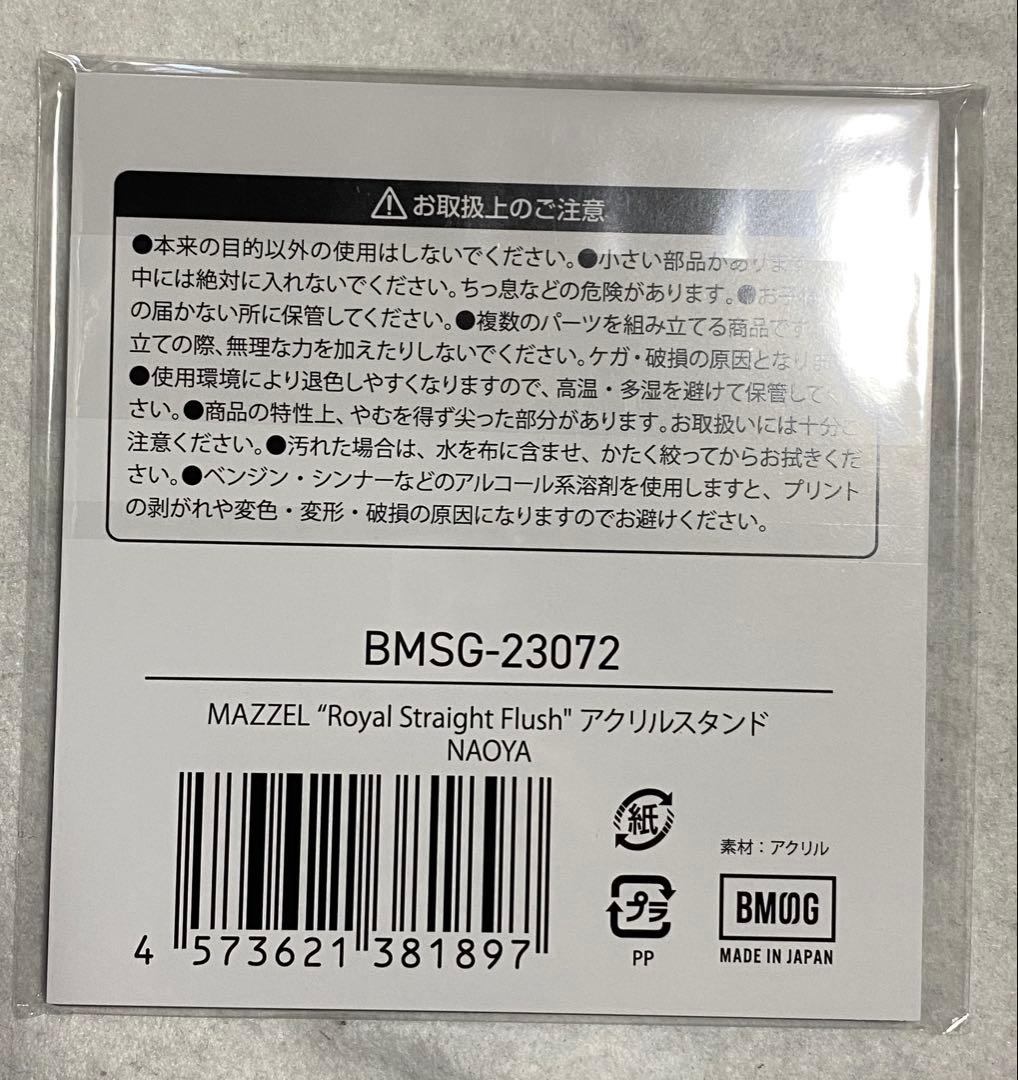 お取扱上のご注意
●本来の目的以外の使用はしないでください。●小さい部品があります
中には絶対に入れないでください。ちっ息などの危険があります。●お子様
の届かない所に保管してください。●複数のパーツを組み立てる商品です
立ての際、無理な力を加えたりしないでください。ケガ・破損の原因となりま
●使用環境により退色しやすくなりますので、高温・多湿を避けて保管してく
さい。●商品の特性上、やむを得ず尖った部分があります。お取扱いには十分ご
注意ください。●汚れた場合は、水を布に含ませ、かたく絞ってからお拭きくだ
さい。●ベンジン・シンナーなどのアルコール系溶剤を使用しますと、プリント
の剥がれや変色・変形・破損の原因になりますのでお避けください。
BMSG-23072
MAZZEL “Royal Straight Flush" アクリルスタンド
NAOYA
4 573621 381897
紙
プラ
PP
素材：アクリル
BMSG
MADE IN JAPAN